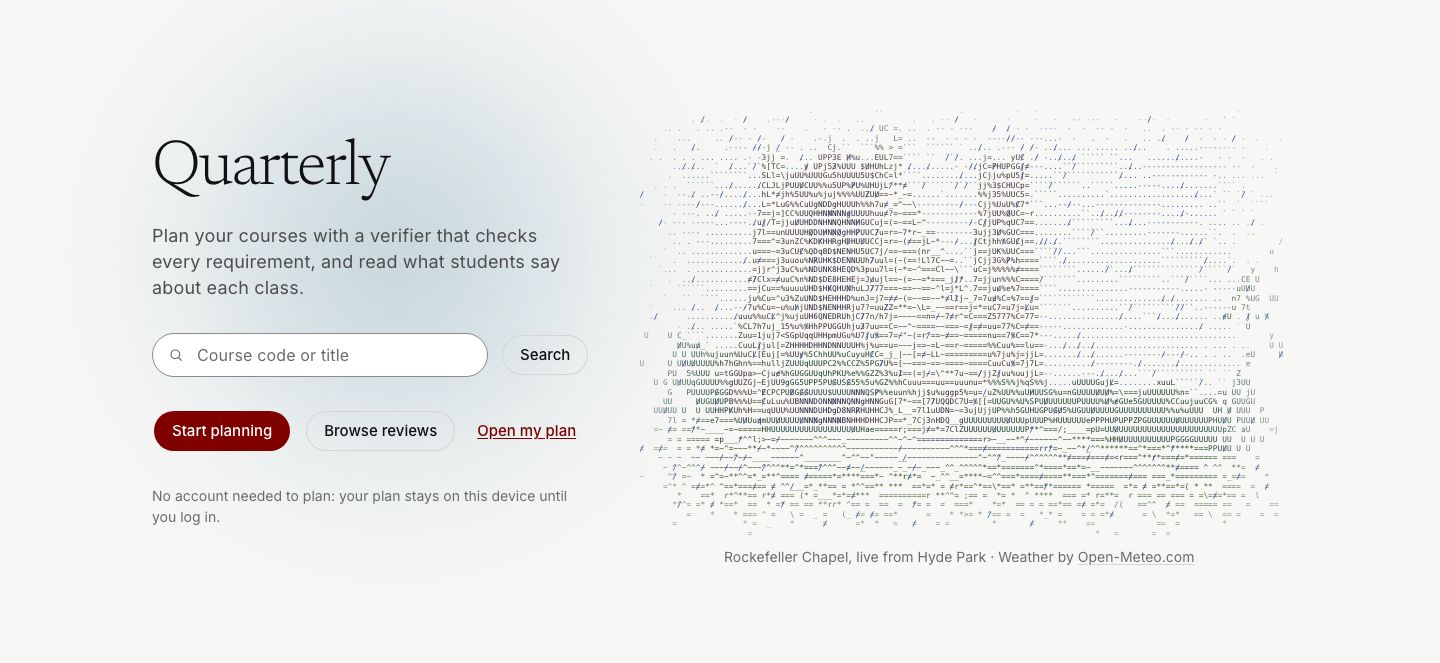 Quarterly
Plan your courses with a verifier that checks
every requirement, and read what students say
about each class.
Course code or title
Search
Start planning
Browse reviews
Open my plan
No account needed to plan: your plan stays on this device until
you log in.
Rockefeller Chapel, live from Hyde Park · Weather by Open-Meteo.com